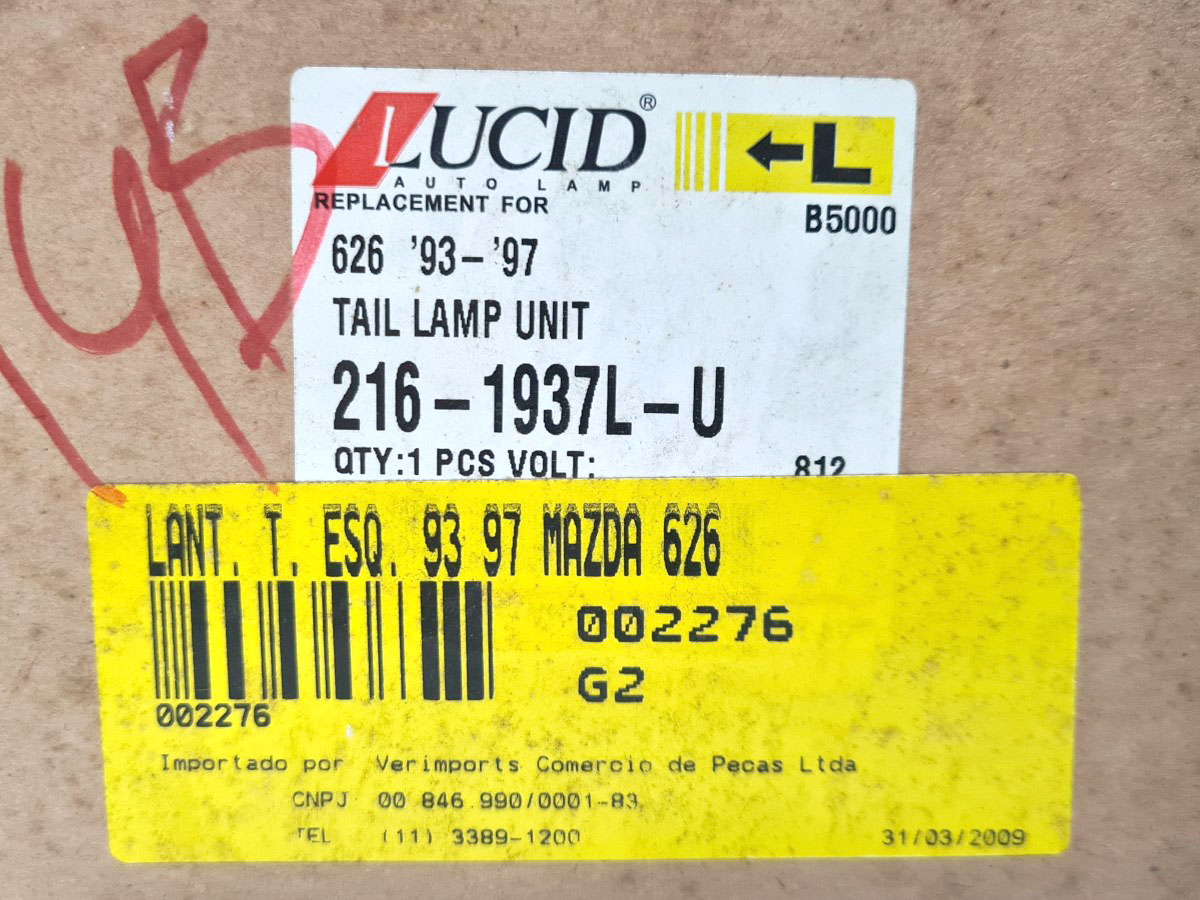 LUCID®
AUTO LAMP
REPLACEMENT FOR
←L
B5000
626 '93-'97
TAIL LAMP UNIT
216-1937L-U
QTY:1 PCS VOLT: 812
LANT. T. ESQ. 93 97 MAZDA 626
002276
G2
002276
Importado por Verimports Comercio de Pecas Ltda
CNPJ 00 846.990/0001-83
TEL (11) 3389-1200
31/03/2009